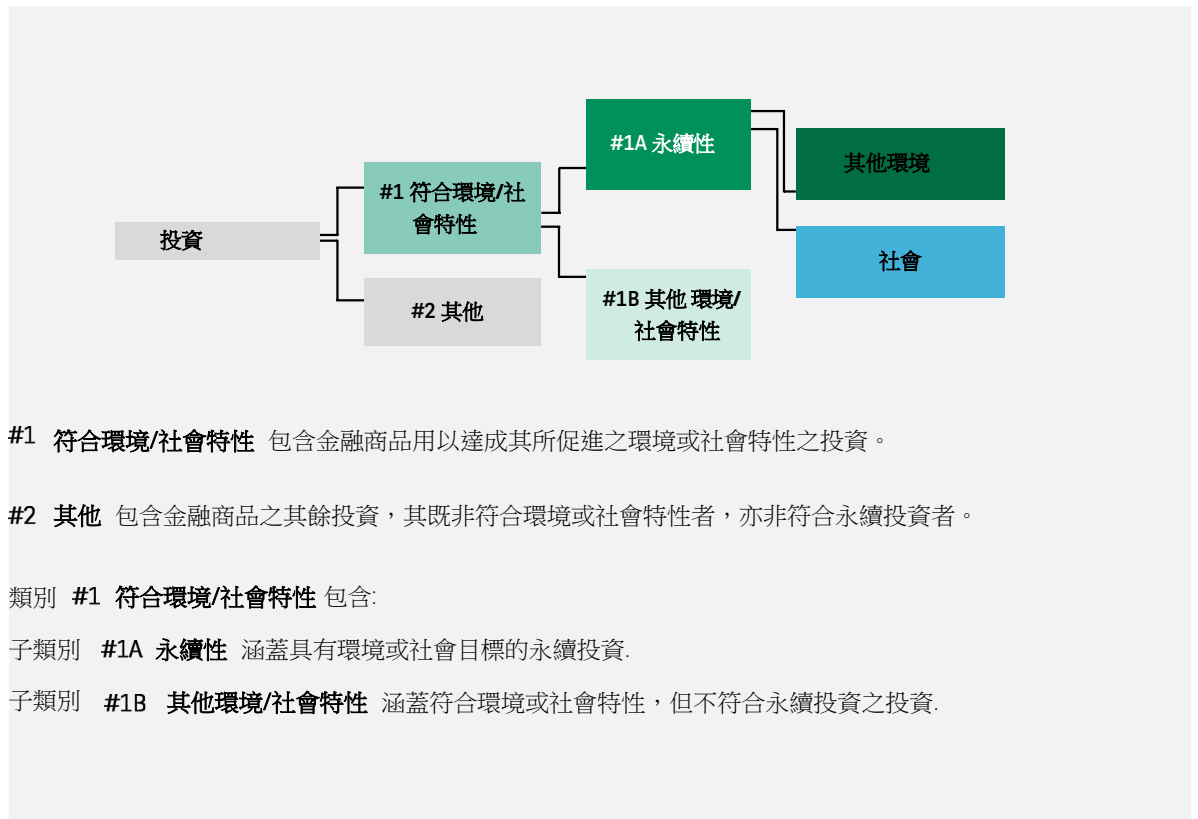 投資
#1 符合環境/社
會特性
#2 其他
#1A 永續性
#1B 其他 環境/
社會特性
其他環境
社會
#1 符合環境/社會特性 包含金融商品用以達成其所促進之環境或社會特性之投資。
#2 其他 包含金融商品之其餘投資，其既非符合環境或社會特性者，亦非符合永續投資者。
類別 #1 符合環境/社會特性 包含:
子類別 #1A 永續性 涵蓋具有環境或社會目標的永續投資.
子類別 #1B 其他環境/社會特性 涵蓋符合環境或社會特性，但不符合永續投資之投資.